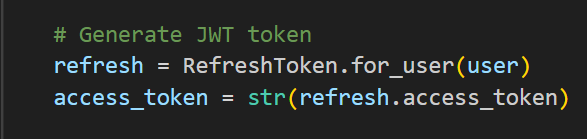 # Generate JWT token
refresh = RefreshToken.for_user(user)
access_token = str(refresh.access_token)